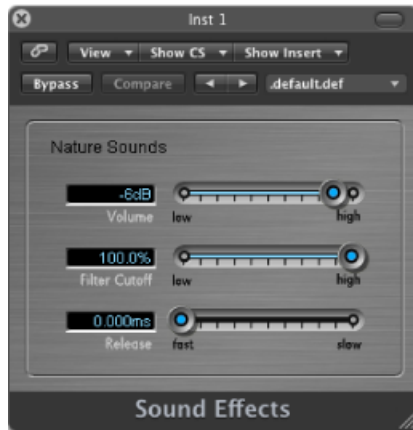 Inst 1
View Show CS Show Insert
Bypass Compare .default.def
Nature Sounds
-6dB
Volume low high
100.0%
Filter Cutoff low high
0.000ms
Release fast slow
Sound Effects